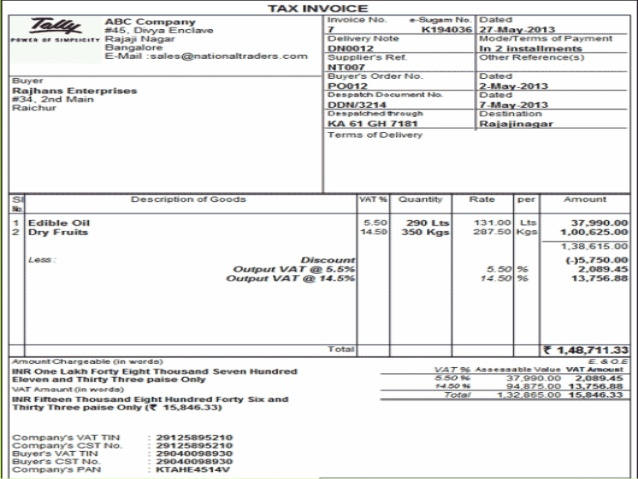 TAX INVOICE
Tally
POWER OF SIMPLICITY
ABC Company
#45, Divya Enclave
Rajaji Nagar
Bangalore
E-Mail :sales@nationaltraders.com
Invoice No. e-Sugam No. Dated
7 K194036 27-May-2013
Delivery Note Mode/Terms of Payment
DN0012 In 2 installments
Supplier's Ref. Other Reference(s)
NT007
Buyer
Rajhans Enterprises
#34, 2nd Main
Raichur
Buyer's Order No. Dated
PO012 2-May-2013
Despatch Document No. Dated
DDN/3214 7-May-2013
Despatched through Destination
KA 61 GH 7181 Rajajinagar
Terms of Delivery
Sl No. Description of Goods VAT % Quantity Rate per Amount
1 Edible Oil 5.50 290 Lts 131.00 Lts 37,990.00
2 Dry Fruits 14.50 350 Kgs 287.50 Kgs 1,00,625.00
1,38,615.00
Less : Discount (-)5,750.00
Output VAT @ 5.5% 5.50 % 2,089.45
Output VAT @ 14.5% 14.50 % 13,756.88
Total ₹ 1,48,711.33
Amount Chargeable (in words) E. & O.E
INR One Lakh Forty Eight Thousand Seven Hundred
Eleven and Thirty Three paise Only
VAT Amount (in words)
INR Fifteen Thousand Eight Hundred Forty Six and
Thirty Three paise Only (₹ 15,846.33)
VAT % Assessable Value VAT Amount
5.50 % 37,990.00 2,089.45
14.50 % 94,875.00 13,756.88
Total 1,32,865.00 15,846.33
Company's VAT TIN : 29125895210
Company's CST No. : 29125895210
Buyer's VAT TIN : 29040098930
Buyer's CST No. : 29040098930
Company's PAN : KTAHE4514V